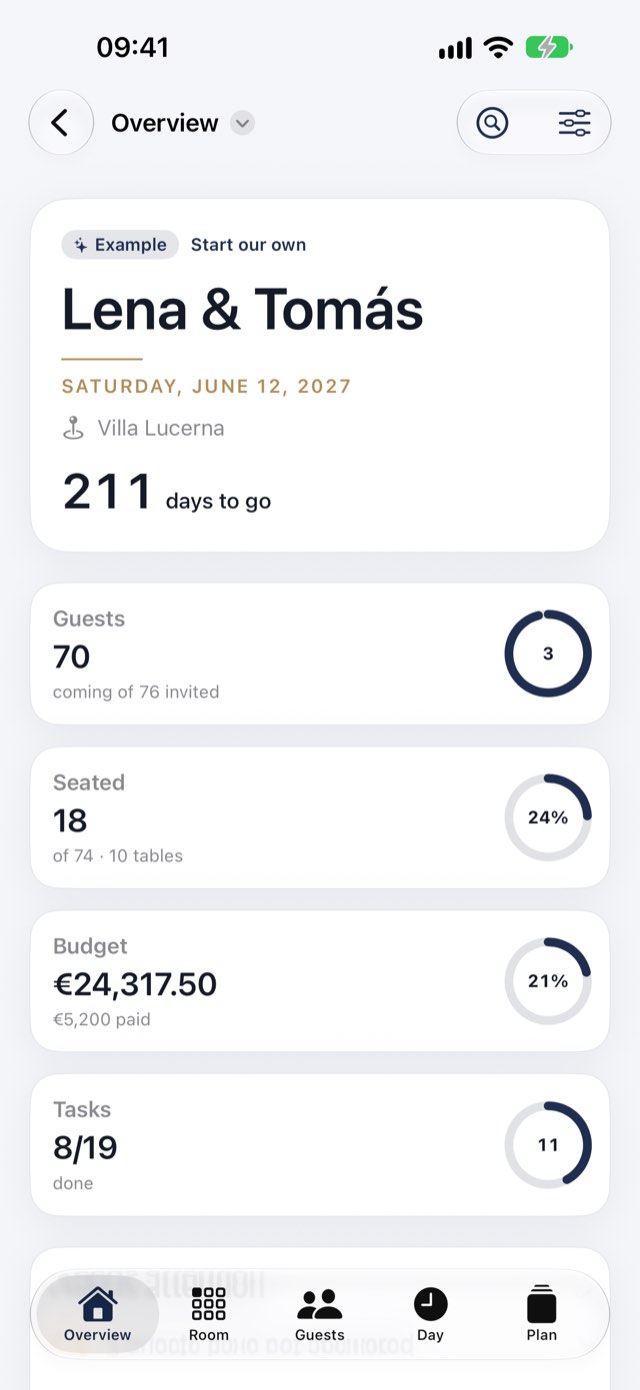 09:41
Overview
Example Start our own
Lena & Tomás
SATURDAY, JUNE 12, 2027
Villa Lucerna
211 days to go
Guests
70
coming of 76 invited
3
Seated
18
of 74 · 10 tables
24%
Budget
€24,317.50
€5,200 paid
21%
Tasks
8/19
done
11
Overview Room Guests Day Plan